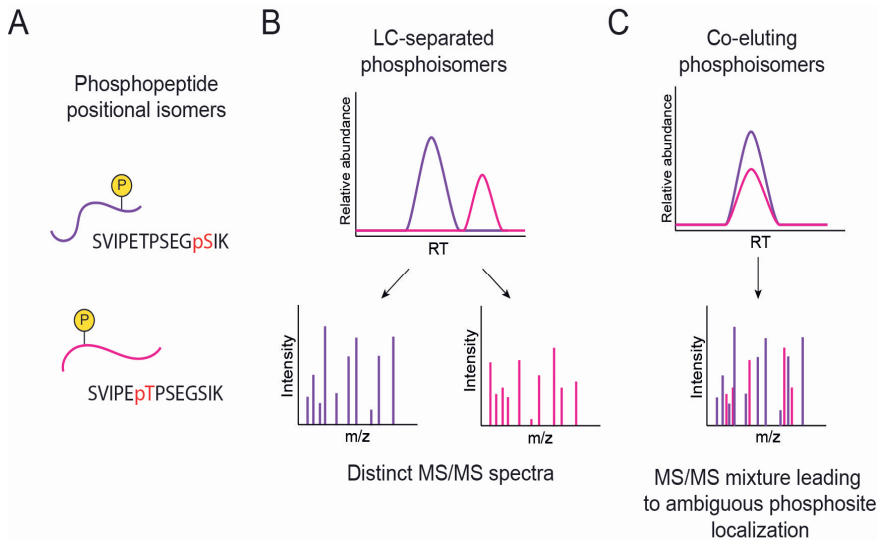 A
Phosphopeptide
positional isomers
P
SVIPETPSEGpSIK
P
SVIPEpTPSEGSIK
B
LC-separated
phosphoisomers
Relative abundance
RT
Intensity
m/z
Intensity
m/z
Distinct MS/MS spectra
C
Co-eluting
phosphoisomers
Relative abundance
RT
Intensity
m/z
MS/MS mixture leading
to ambiguous phosphosite
localization